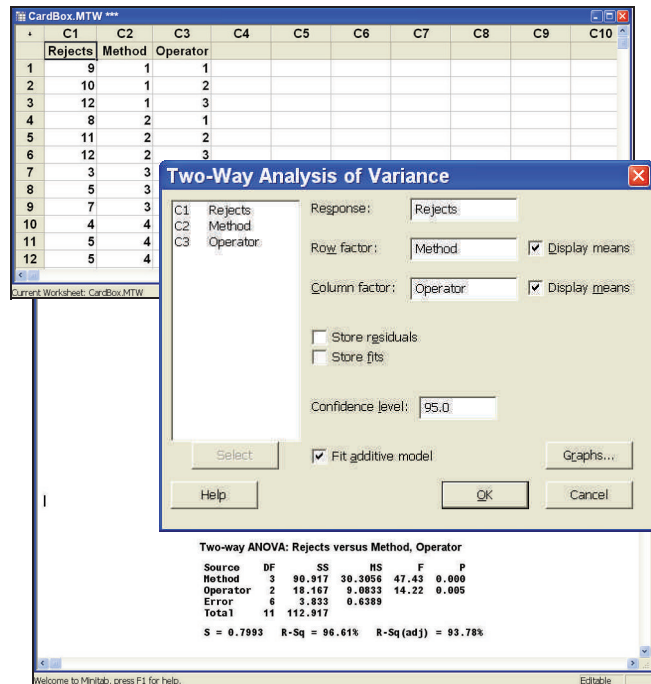 CardBox.MTW ***
C1 C2 C3 C4 C5 C6 C7 C8 C9 C10
Rejects Method Operator
1 9 1 1
2 10 1 2
3 12 1 3
4 8 2 1
5 11 2 2
6 12 2 3
7 3 3
8 5 3
9 7 3
10 4 4
11 5 4
12 5 4
Current Worksheet: CardBox.MTW
Two-Way Analysis of Variance
C1 Rejects
C2 Method
C3 Operator
Response: Rejects
Row factor: Method Display means
Column factor: Operator Display means
Store residuals
Store fits
Confidence level: 95.0
Select
Fit additive model
Graphs...
Help
OK
Cancel
Two-way ANOVA: Rejects versus Method, Operator
Source DF SS MS F P
Method 3 90.917 30.3056 47.43 0.000
Operator 2 18.167 9.0833 14.22 0.005
Error 6 3.833 0.6389
Total 11 112.917
S = 0.7993 R-Sq = 96.61% R-Sq(adj) = 93.78%
Welcome to Minitab, press F1 for help.
Editable